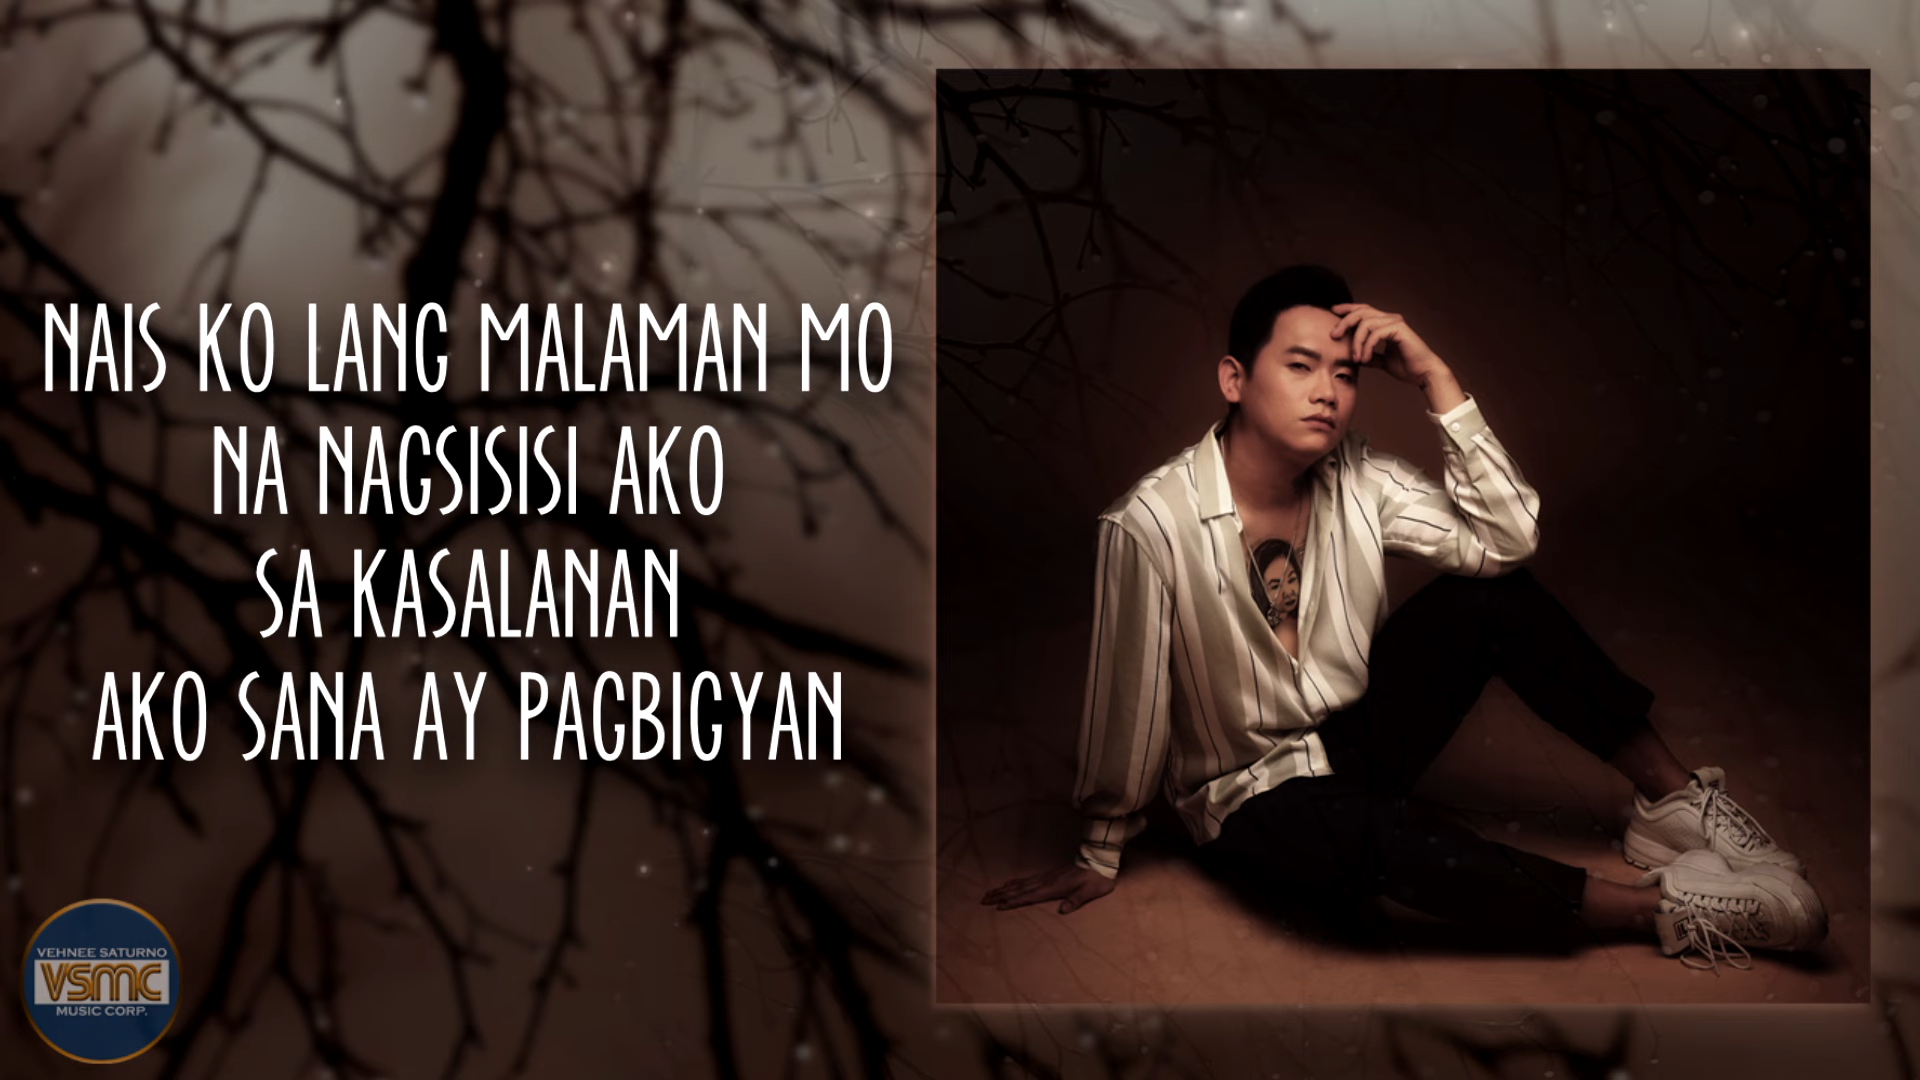 NAIS KO LANG MALAMAN MO
NA NAGSISISI AKO
SA KASALANAN
AKO SANA AY PAGBIGYAN
VEHNEE SATURNO
VSMC
MUSIC CORP.